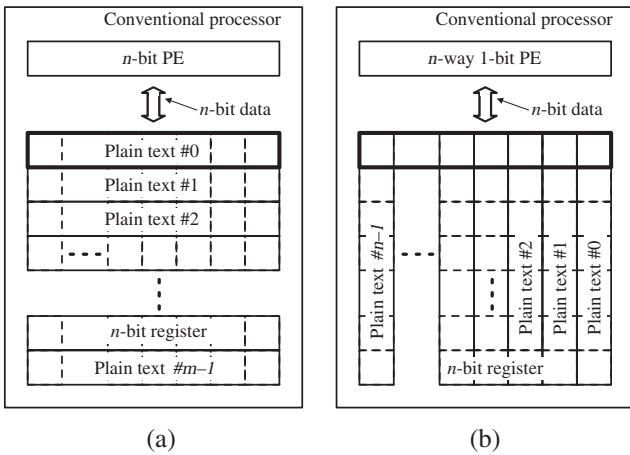 Conventional processor
n-bit PE
n-bit data
Plain text #0
Plain text #1
Plain text #2
n-bit register
Plain text #m–1
(a)
Conventional processor
n-way 1-bit PE
n-bit data
Plain text #n–1
Plain text #2
Plain text #1
Plain text #0
n-bit register
(b)